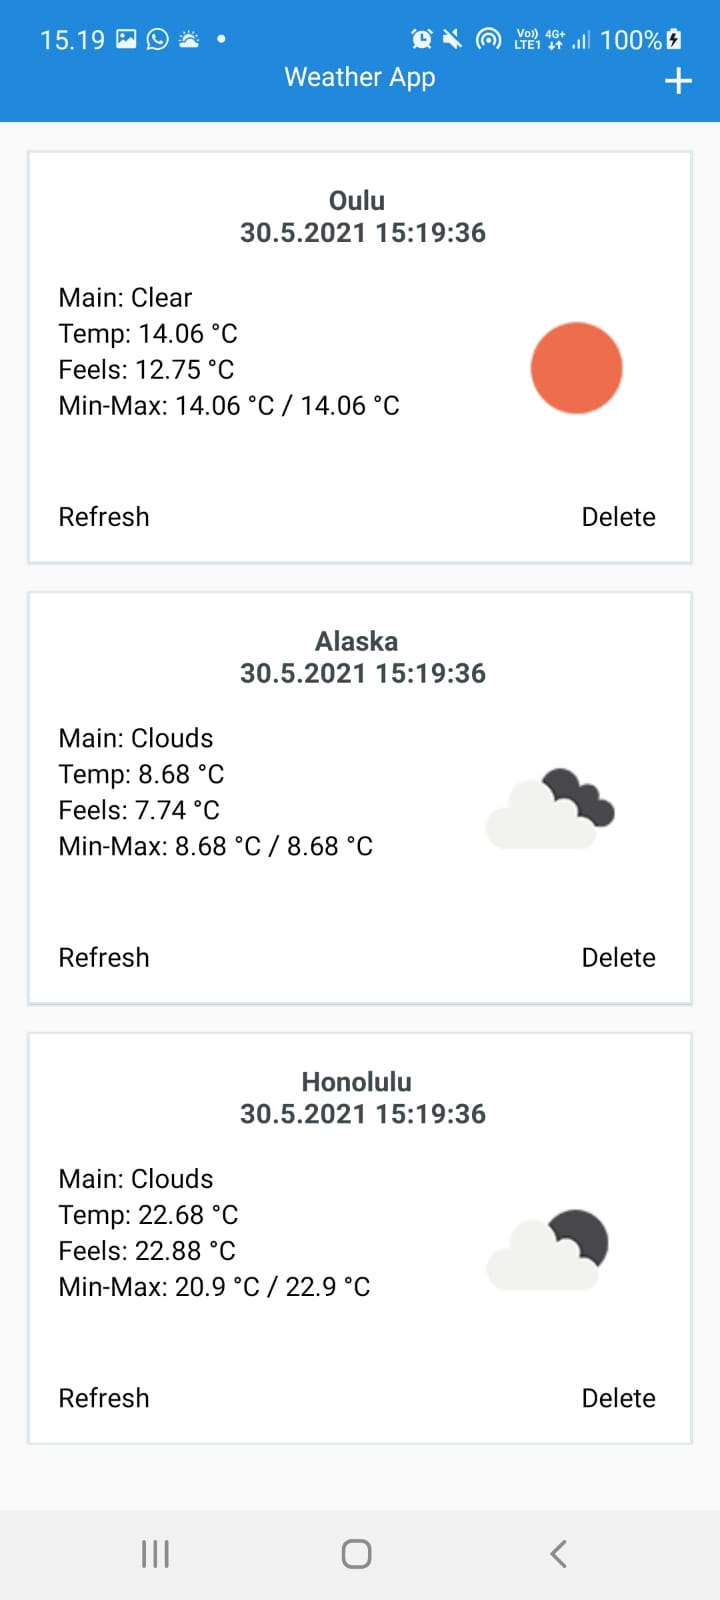 15.19
Vo)) 4G+ 100%
LTE1
Weather App
+
Oulu
30.5.2021 15:19:36
Main: Clear
Temp: 14.06 °C
Feels: 12.75 °C
Min-Max: 14.06 °C / 14.06 °C
Refresh Delete
Alaska
30.5.2021 15:19:36
Main: Clouds
Temp: 8.68 °C
Feels: 7.74 °C
Min-Max: 8.68 °C / 8.68 °C
Refresh Delete
Honolulu
30.5.2021 15:19:36
Main: Clouds
Temp: 22.68 °C
Feels: 22.88 °C
Min-Max: 20.9 °C / 22.9 °C
Refresh Delete